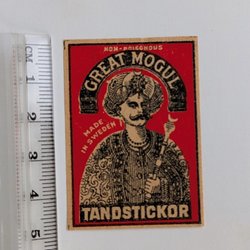 NON-POISONOUS
GREAT MOGUL
MADE
IN SWEDEN
TANDSTICKOR
CM
1
2
3
4
5